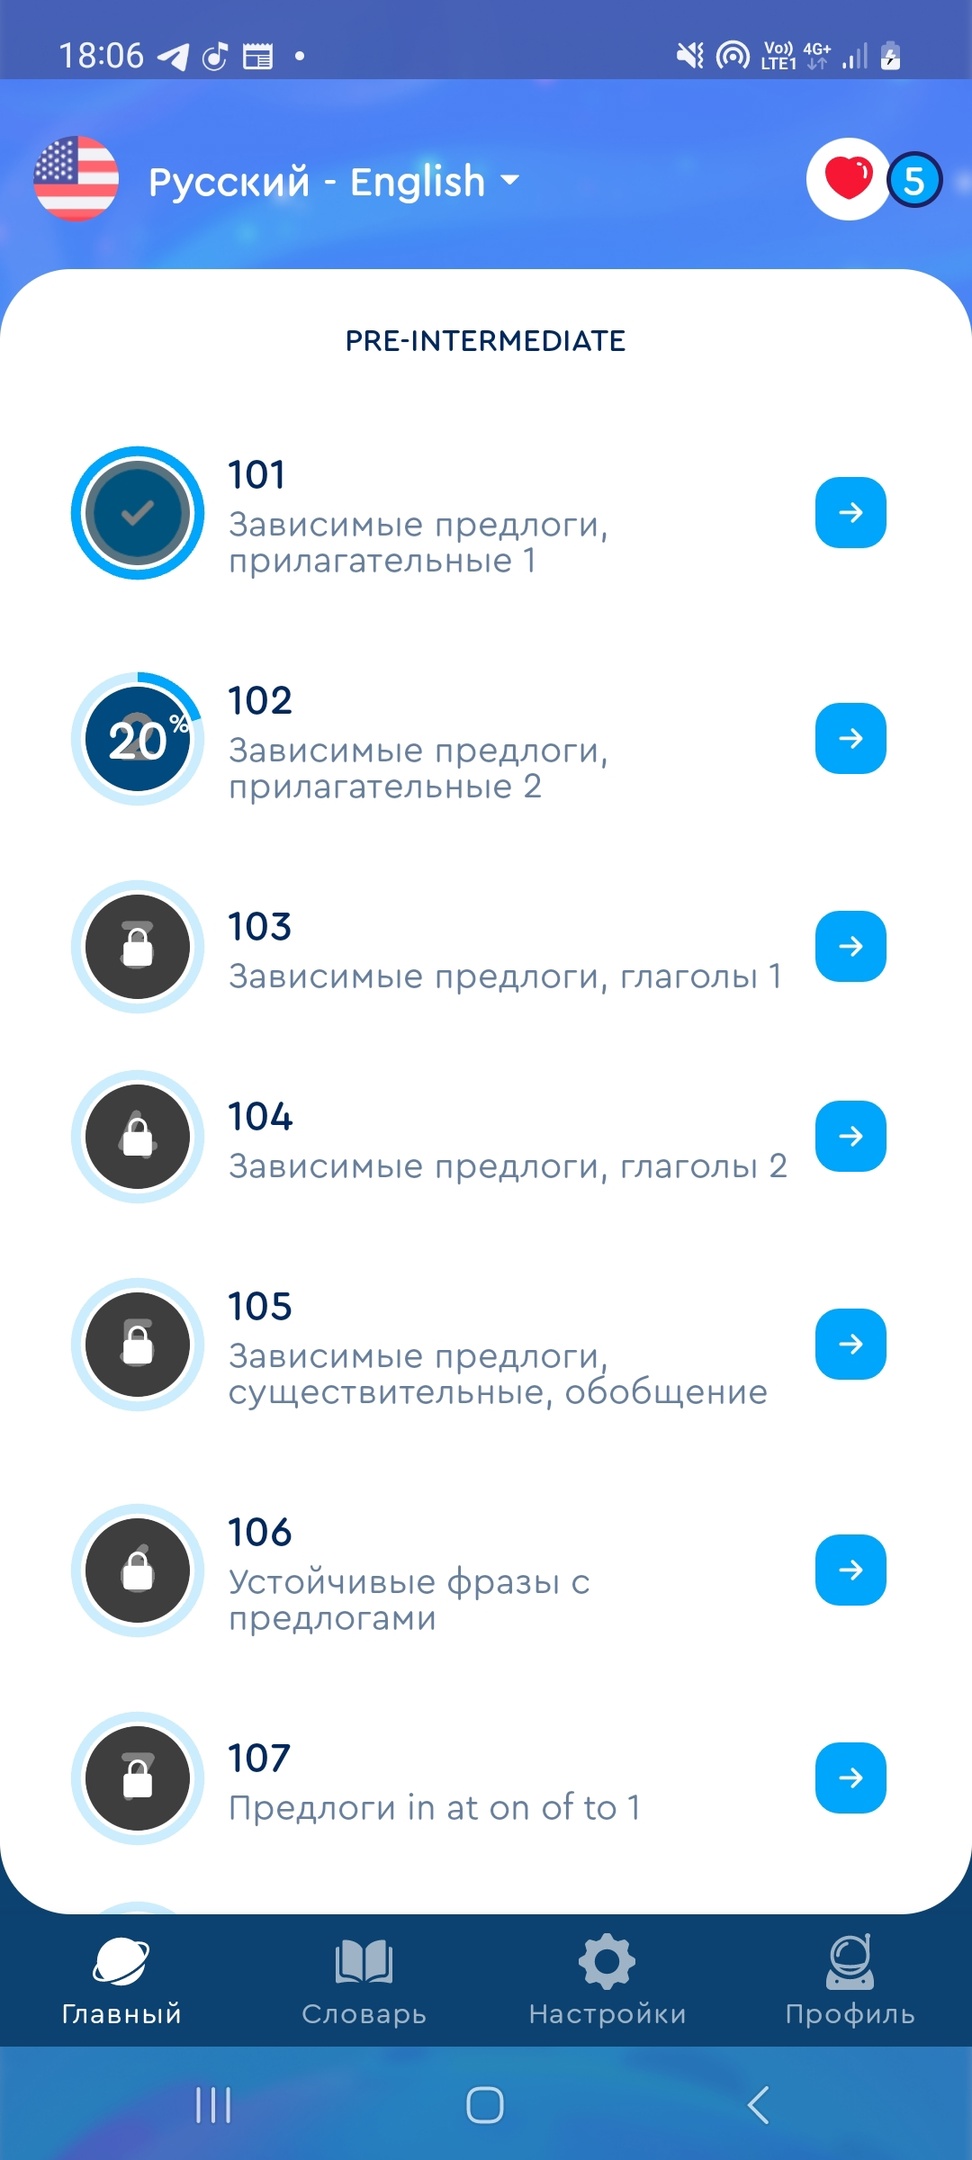 18:06
Vo)) LTE1 4G+
Русский - English
5
PRE-INTERMEDIATE
101
Зависимые предлоги,
прилагательные 1
20%
102
Зависимые предлоги,
прилагательные 2
103
Зависимые предлоги, глаголы 1
104
Зависимые предлоги, глаголы 2
105
Зависимые предлоги,
существительные, обобщение
106
Устойчивые фразы с
предлогами
107
Предлоги in at on of to 1
Главный
Словарь
Настройки
Профиль